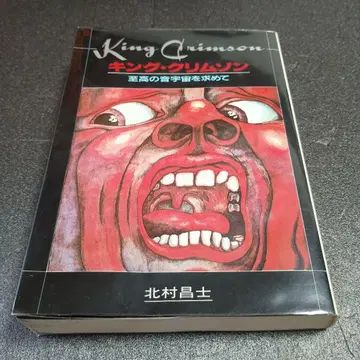 King Crimson
キング・クリムゾン
至高の音宇宙を求めて
北村昌士